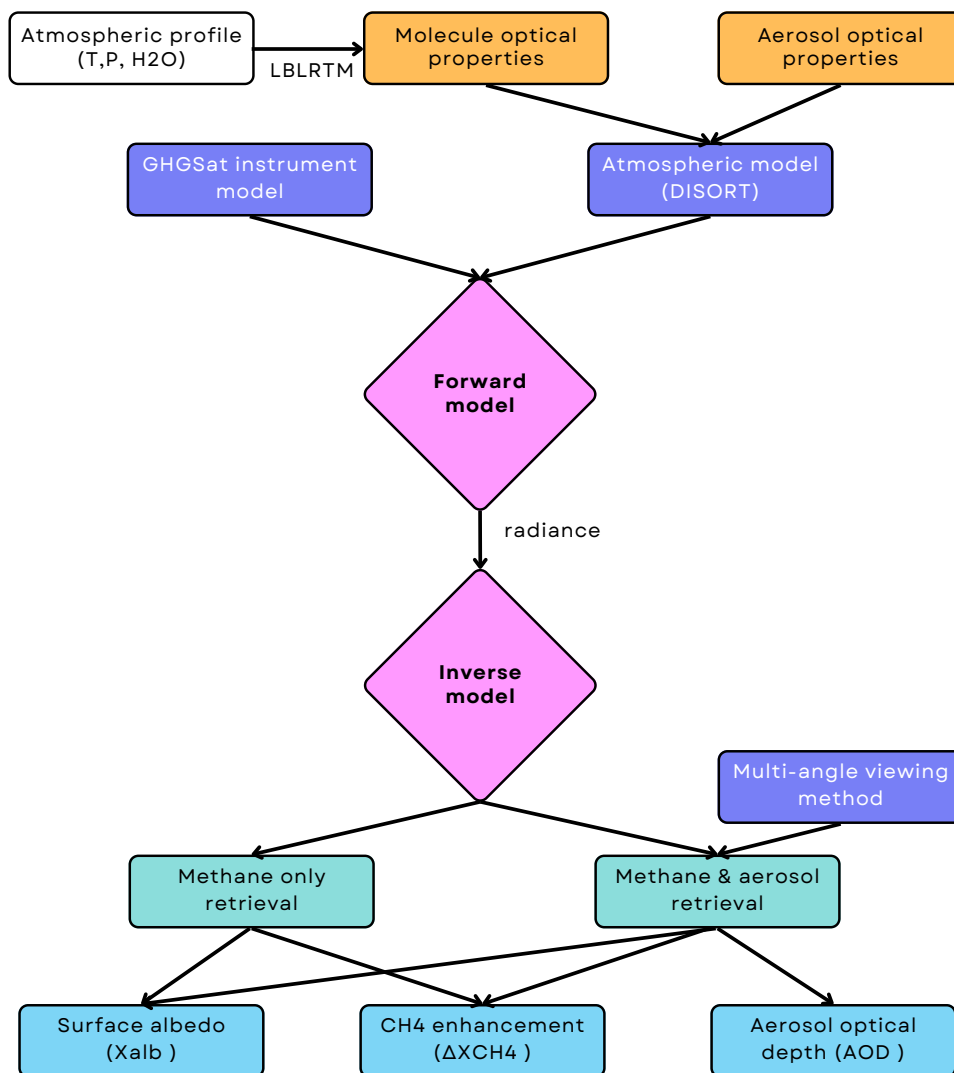 Atmospheric profile
(T,P, H2O)
LBLRTM
Molecule optical
properties
Aerosol optical
properties
GHGSat instrument
model
Atmospheric model
(DISORT)
Forward
model
radiance
Inverse
model
Multi-angle viewing
method
Methane only
retrieval
Methane & aerosol
retrieval
Surface albedo
(Xalb )
CH4 enhancement
(ΔXCH4 )
Aerosol optical
depth (AOD )